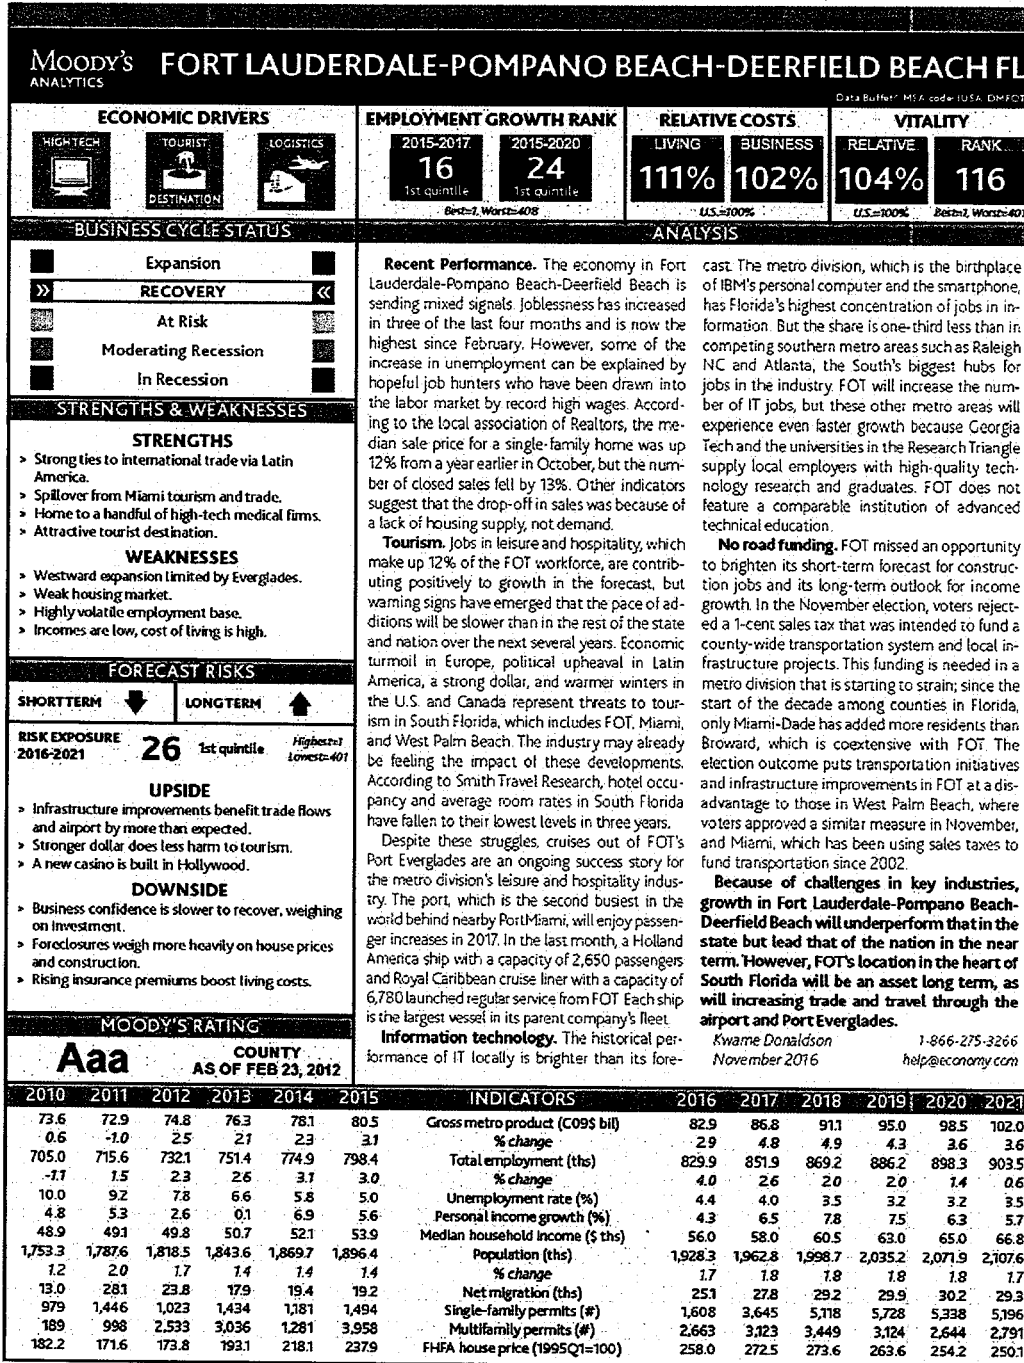 MOODY'S
ANALYTICS
FORT LAUDERDALE-POMPANO BEACH-DEERFIELD BEACH FL
Data Buffet® MSA code: IUSA_DMFOT
ECONOMIC DRIVERS
HIGH TECH
TOURIST
DESTINATION
LOGISTICS
EMPLOYMENT GROWTH RANK
2015-2017 2015-2020
16 24
1st quintile 1st quintile
Best=1, Worst=408
RELATIVE COSTS
LIVING BUSINESS
111% 102%
U.S.=100%
VITALITY
RELATIVE RANK
104% 116
U.S.=100% Best=1, Worst=401
BUSINESS CYCLE STATUS
Expansion
» RECOVERY «
At Risk
Moderating Recession
In Recession
STRENGTHS & WEAKNESSES
STRENGTHS
» Strong ties to international trade via Latin
America.
» Spillover from Miami tourism and trade.
» Home to a handful of high-tech medical firms.
» Attractive tourist destination.
WEAKNESSES
» Westward expansion limited by Everglades.
» Weak housing market.
» Highly volatile employment base.
» Incomes are low, cost of living is high.
FORECAST RISKS
SHORT TERM LONG TERM
RISK EXPOSURE
2016-2021
26 1st quintile
Highest=1
Lowest=401
UPSIDE
» Infrastructure improvements benefit trade flows
and airport by more than expected.
» Stronger dollar does less harm to tourism.
» A new casino is built in Hollywood.
DOWNSIDE
» Business confidence is slower to recover, weighing
on investment.
» Foreclosures weigh more heavily on house prices
and construction.
» Rising insurance premiums boost living costs.
MOODY'S RATING
Aaa
COUNTY
AS OF FEB 23, 2012
ANALYSIS
Recent Performance. The economy in Fort
Lauderdale-Pompano Beach-Deerfield Beach is
sending mixed signals. Joblessness has increased
in three of the last four months and is now the
highest since February. However, some of the
increase in unemployment can be explained by
hopeful job hunters who have been drawn into
the labor market by record high wages. Accord-
ing to the local association of Realtors, the me-
dian sale price for a single-family home was up
12% from a year earlier in October, but the num-
ber of closed sales fell by 13%. Other indicators
suggest that the drop-off in sales was because of
a lack of housing supply, not demand.
Tourism. Jobs in leisure and hospitality, which
make up 12% of the FOT workforce, are contrib-
uting positively to growth in the forecast, but
warning signs have emerged that the pace of ad-
ditions will be slower than in the rest of the state
and nation over the next several years. Economic
turmoil in Europe, political upheaval in Latin
America, a strong dollar, and warmer winters in
the U.S. and Canada represent threats to tour-
ism in South Florida, which includes FOT, Miami,
and West Palm Beach. The industry may already
be feeling the impact of these developments.
According to Smith Travel Research, hotel occu-
pancy and average room rates in South Florida
have fallen to their lowest levels in three years.
Despite these struggles, cruises out of FOT's
Port Everglades are an ongoing success story for
the metro division's leisure and hospitality indus-
try. The port, which is the second busiest in the
world behind nearby PortMiami, will enjoy passen-
ger increases in 2017. In the last month, a Holland
America ship with a capacity of 2,650 passengers
and Royal Caribbean cruise liner with a capacity of
6,780 launched regular service from FOT. Each ship
is the largest vessel in its parent company's fleet.
Information technology. The historical per-
formance of IT locally is brighter than its fore-
cast. The metro division, which is the birthplace
of IBM's personal computer and the smartphone,
has Florida's highest concentration of jobs in in-
formation. But the share is one-third less than in
competing southern metro areas such as Raleigh
NC and Atlanta, the South's biggest hubs for
jobs in the industry. FOT will increase the num-
ber of IT jobs, but these other metro areas will
experience even faster growth because Georgia
Tech and the universities in the Research Triangle
supply local employers with high-quality tech-
nology research and graduates. FOT does not
feature a comparable institution of advanced
technical education.
No road funding. FOT missed an opportunity
to brighten its short-term forecast for construc-
tion jobs and its long-term outlook for income
growth. In the November election, voters reject-
ed a 1-cent sales tax that was intended to fund a
county-wide transportation system and local in-
frastructure projects. This funding is needed in a
metro division that is starting to strain; since the
start of the decade among counties in Florida,
only Miami-Dade has added more residents than
Broward, which is coextensive with FOT. The
election outcome puts transportation initiatives
and infrastructure improvements in FOT at a dis-
advantage to those in West Palm Beach, where
voters approved a similar measure in November,
and Miami, which has been using sales taxes to
fund transportation since 2002.
Because of challenges in key industries,
growth in Fort Lauderdale-Pompano Beach-
Deerfield Beach will underperform that in the
state but lead that of the nation in the near
term. However, FOT's location in the heart of
South Florida will be an asset long term, as
will increasing trade and travel through the
airport and Port Everglades.
Kwame Donaldson 1-866-275-3266
November 2016 help@economy.com
2010 2011 2012 2013 2014 2015 INDICATORS 2016 2017 2018 2019 2020 2021
73.6 72.9 74.8 76.3 78.1 80.5 Gross metro product (C09$ bil) 82.9 86.8 91.1 95.0 98.5 102.0
0.6 -1.0 2.5 2.1 2.3 3.1 % change 2.9 4.8 4.9 4.3 3.6 3.6
705.0 715.6 732.1 751.4 774.9 798.4 Total employment (ths) 829.9 851.9 869.2 886.2 898.3 903.5
-1.1 1.5 2.3 2.6 3.1 3.0 % change 4.0 2.6 2.0 2.0 1.4 0.6
10.0 9.2 7.8 6.6 5.8 5.0 Unemployment rate (%) 4.4 4.0 3.5 3.2 3.2 3.5
4.8 5.3 2.6 0.1 6.9 5.6 Personal income growth (%) 4.3 6.5 7.8 7.5 6.3 5.7
48.9 49.1 49.8 50.7 52.1 53.9 Median household income ($ ths) 56.0 58.0 60.5 63.0 65.0 66.8
1,753.3 1,787.6 1,818.5 1,843.6 1,869.7 1,896.4 Population (ths) 1,928.3 1,962.8 1,998.7 2,035.2 2,071.9 2,107.6
1.2 2.0 1.7 1.4 1.4 1.4 % change 1.7 1.8 1.8 1.8 1.8 1.7
13.0 28.1 23.8 17.9 19.4 19.2 Net migration (ths) 25.1 27.8 29.2 29.9 30.2 29.3
979 1,446 1,023 1,434 1,181 1,494 Single-family permits (#) 1,608 3,645 5,118 5,728 5,338 5,196
189 998 2,533 3,036 1,281 3,958 Multifamily permits (#) 2,663 3,123 3,449 3,124 2,644 2,791
182.2 171.6 173.8 193.1 218.1 237.9 FHFA house price (1995Q1=100) 258.0 272.5 273.6 263.6 254.2 250.1